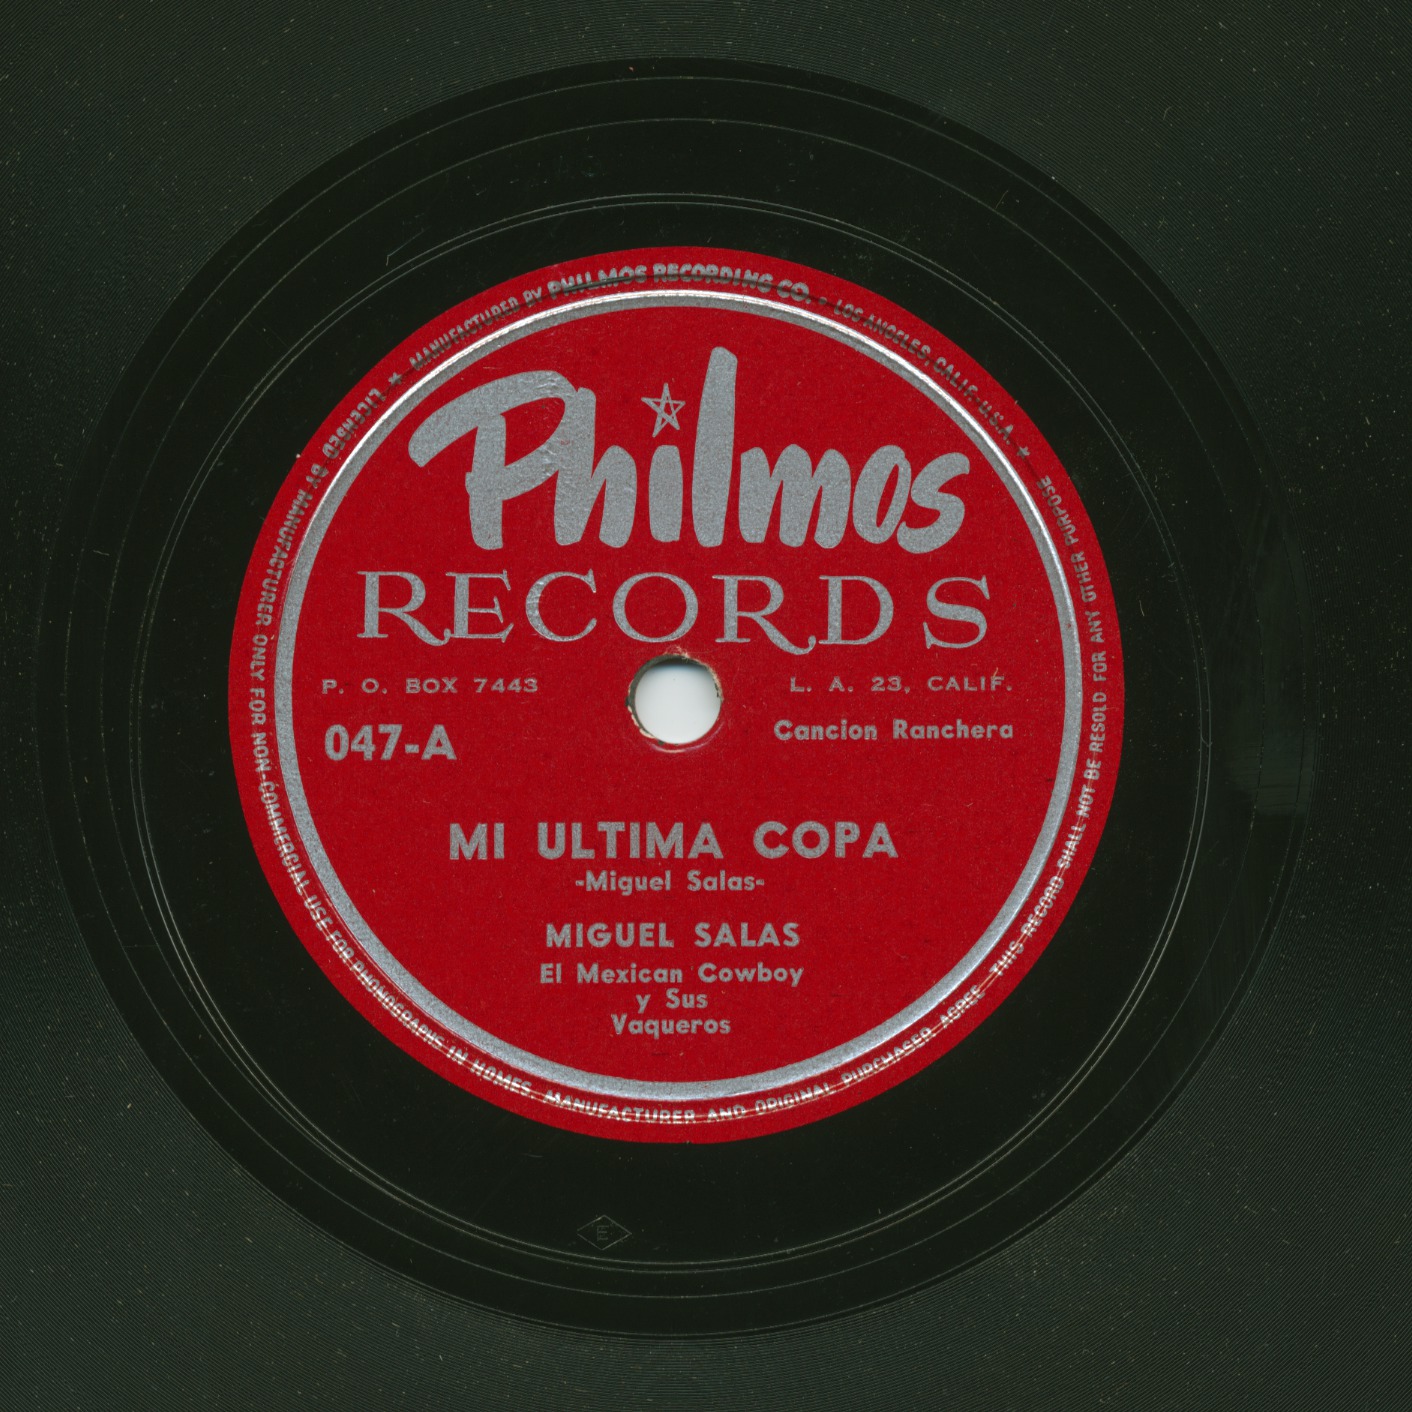 MANUFACTURED BY PHILMOS RECORDING CO. • LOS ANGELES, CALIF. U.S.A.
LICENSED BY MANUFACTURER ONLY FOR NON-COMMERCIAL USE FOR PHONOGRAPHS IN HOMES. MANUFACTURER AND ORIGINAL PURCHASER AGREE THIS RECORD SHALL NOT BE RESOLD FOR ANY OTHER PURPOSE
Philmos
RECORDS
P. O. BOX 7443 L. A. 23, CALIF.
047-A Cancion Ranchera
MI ULTIMA COPA
-Miguel Salas-
MIGUEL SALAS
El Mexican Cowboy
y Sus
Vaqueros
E